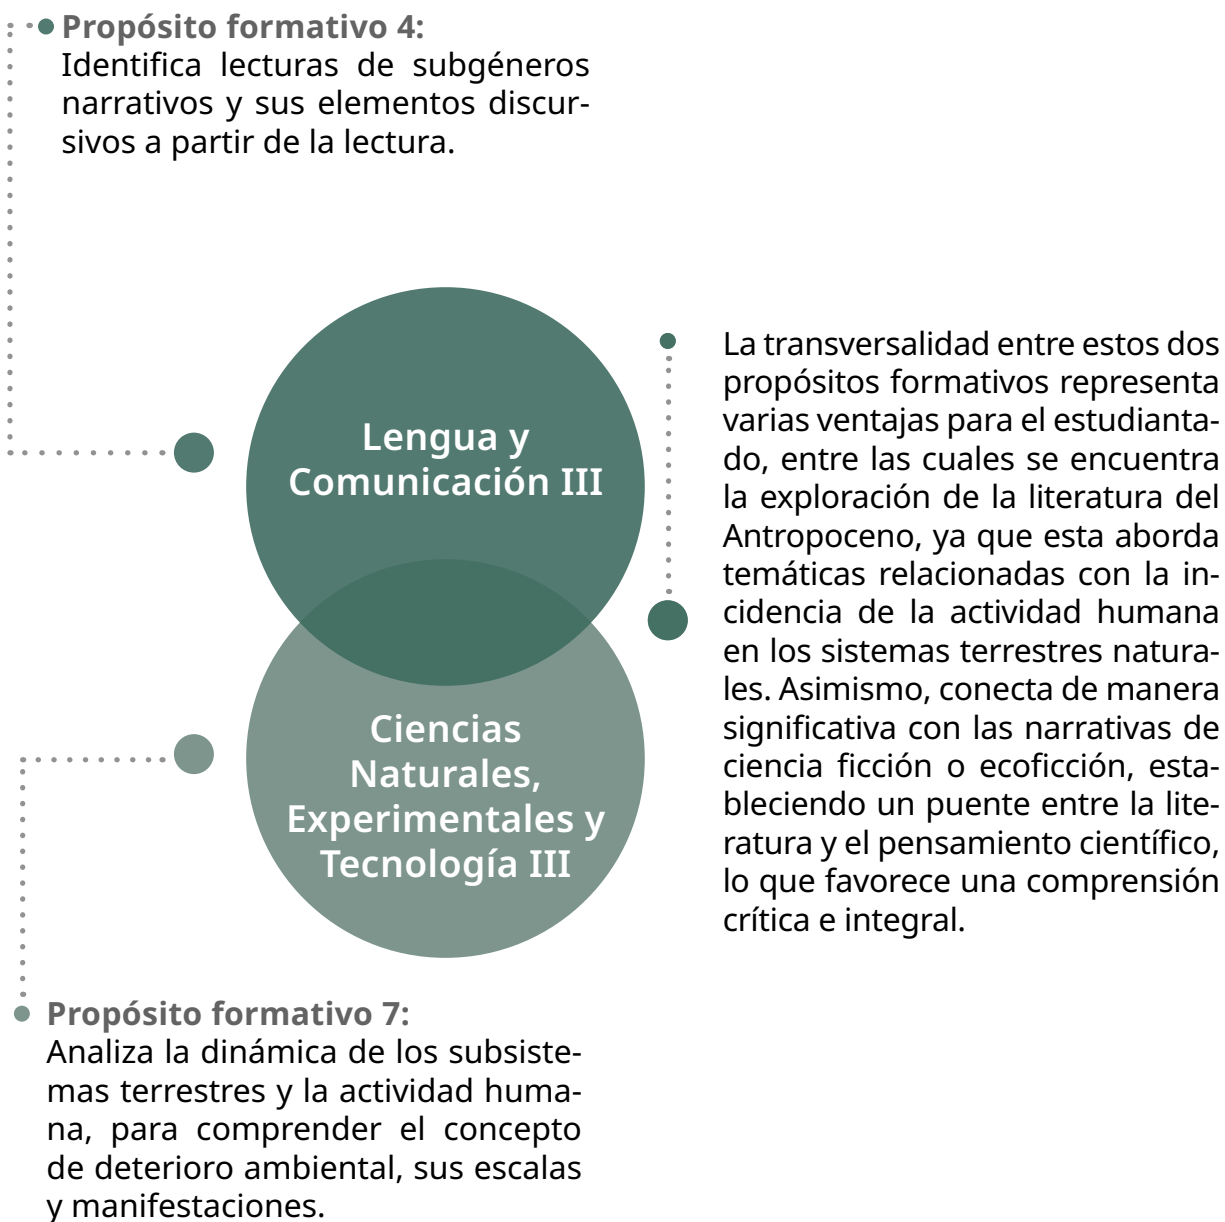 Propósito formativo 4:
Identifica lecturas de subgéneros
narrativos y sus elementos discur-
sivos a partir de la lectura.
Lengua y
Comunicación III
La transversalidad entre estos dos
propósitos formativos representa
varias ventajas para el estudianta-
do, entre las cuales se encuentra
la exploración de la literatura del
Antropoceno, ya que esta aborda
temáticas relacionadas con la in-
cidencia de la actividad humana
en los sistemas terrestres natura-
les. Asimismo, conecta de manera
significativa con las narrativas de
ciencia ficción o ecoficción, esta-
bleciendo un puente entre la lite-
ratura y el pensamiento científico,
lo que favorece una comprensión
crítica e integral.
Ciencias
Naturales,
Experimentales y
Tecnología III
Propósito formativo 7:
Analiza la dinámica de los subsiste-
mas terrestres y la actividad huma-
na, para comprender el concepto
de deterioro ambiental, sus escalas
y manifestaciones.